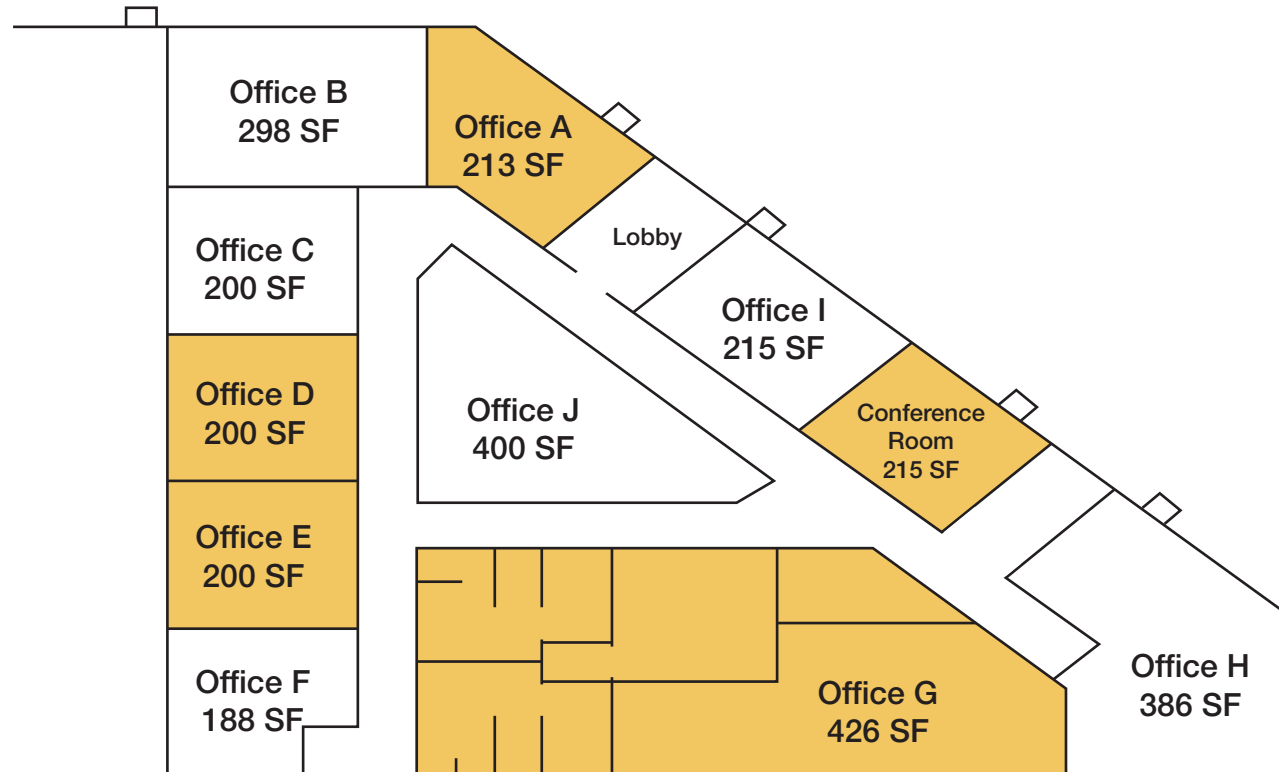 Office B
298 SF
Office A
213 SF
Lobby
Office C
200 SF
Office I
215 SF
Office D
200 SF
Office J
400 SF
Conference
Room
215 SF
Office E
200 SF
Office F
188 SF
Office G
426 SF
Office H
386 SF